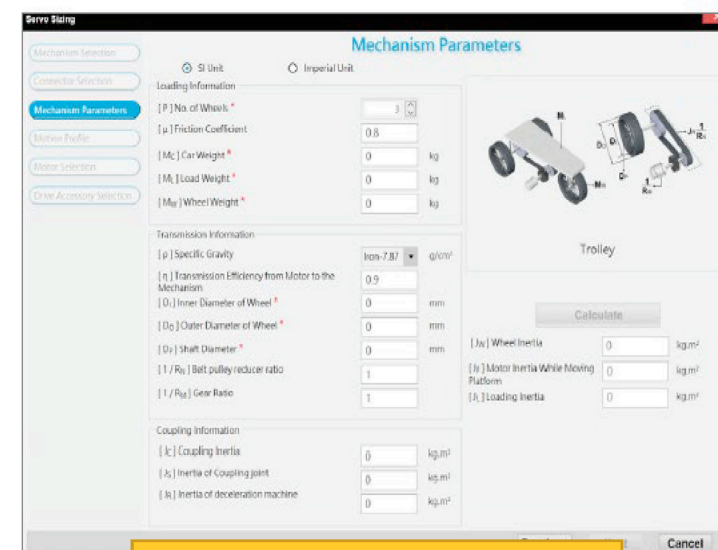 Servo Sizing
Mechanism Parameters
Mechanism Selection
Connector Selection
Mechanism Parameters
Motion Profile
Motor Selection
Drive Accessory Selection
SI Unit Imperial Unit
Loading Information
[ P ] No. of Wheels * 3
[ μ ] Friction Coefficient 0.8
[ Mc ] Car Weight * 0 kg
[ ML ] Load Weight * 0 kg
[ Mw ] Wheel Weight * 0 kg
Transmission Information
[ ρ ] Specific Gravity Iron-7.87 g/cm³
[ η ] Transmission Efficiency from Motor to the
Mechanism 0.9
[ Di ] Inner Diameter of Wheel * 0 mm
[ Do ] Outer Diameter of Wheel * 0 mm
[ DP ] Shaft Diameter * 0 mm
[ 1 / RN ] Belt pulley reducer ratio 1
[ 1 / RM ] Gear Ratio 1
Coupling Information
[ Jc ] Coupling Inertia 0 kg.m²
[ Js ] Inertia of Coupling joint 0 kg.m²
[ JR ] Inertia of deceleration machine 0 kg.m²
Trolley
Calculate
[ Jw ] Wheel Inertia 0 kg.m²
Motor Inertia While Moving
Platform 0 kg.m²
[ JL ] Loading Inertia 0 kg.m²
Cancel